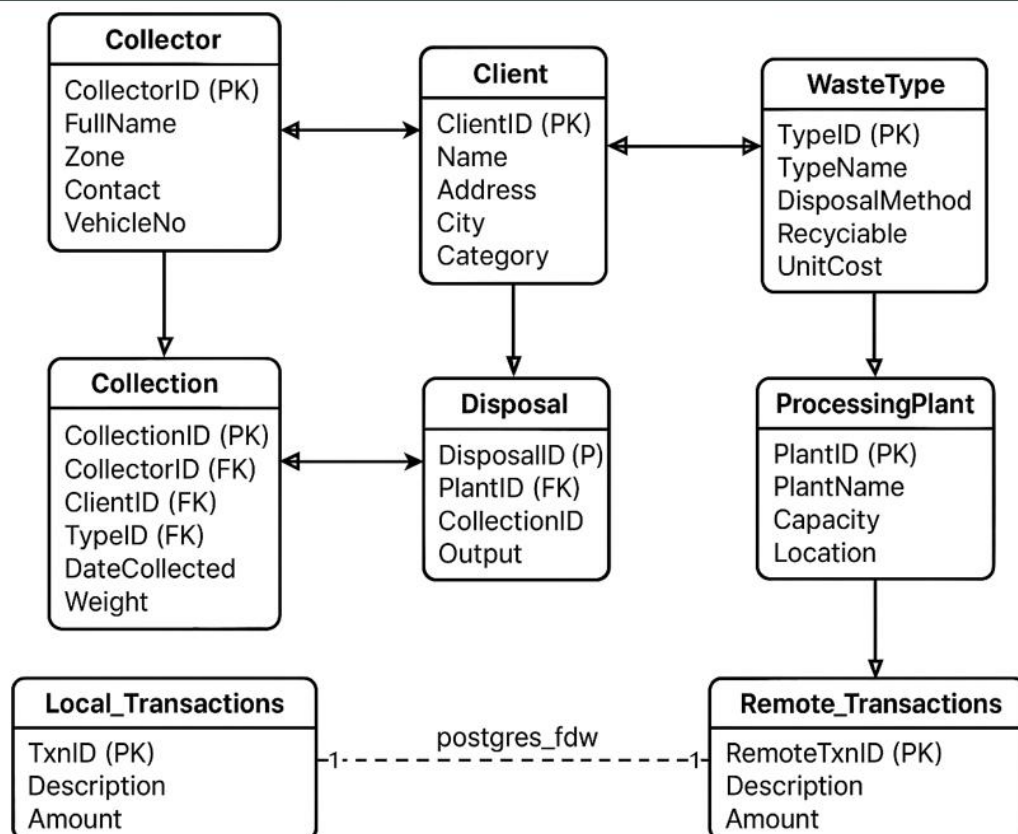 Collector
CollectorID (PK)
FullName
Zone
Contact
VehicleNo
Client
ClientID (PK)
Name
Address
City
Category
WasteType
TypeID (PK)
TypeName
DisposalMethod
Recyciable
UnitCost
Collection
CollectionID (PK)
CollectorID (FK)
ClientID (FK)
TypeID (FK)
DateCollected
Weight
Disposal
DisposalID (P)
PlantID (FK)
CollectionID
Output
ProcessingPlant
PlantID (PK)
PlantName
Capacity
Location
Local_Transactions
TxnID (PK)
Description
Amount
1
postgres_fdw
1
Remote_Transactions
RemoteTxnID (PK)
Description
Amount